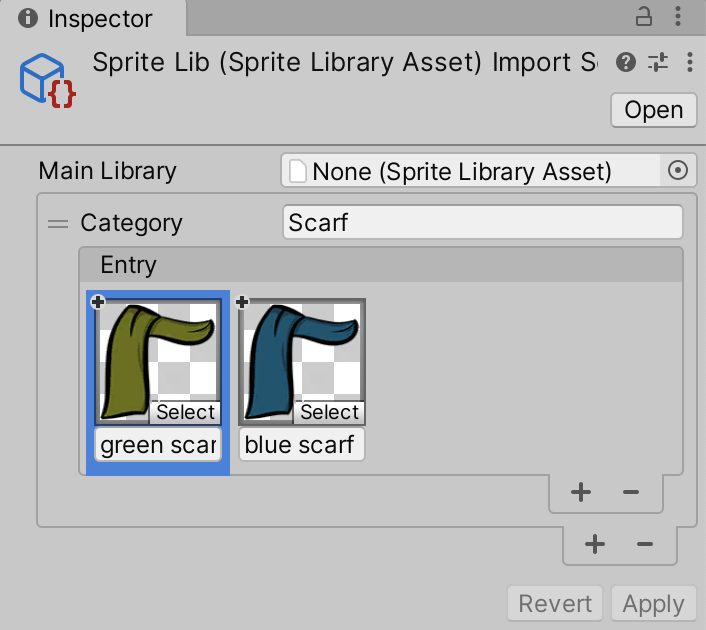 Inspector
Sprite Lib (Sprite Library Asset) Import S
Open
Main Library
None (Sprite Library Asset)
Category
Scarf
Entry
Select
Select
green scar
blue scarf
Revert
Apply